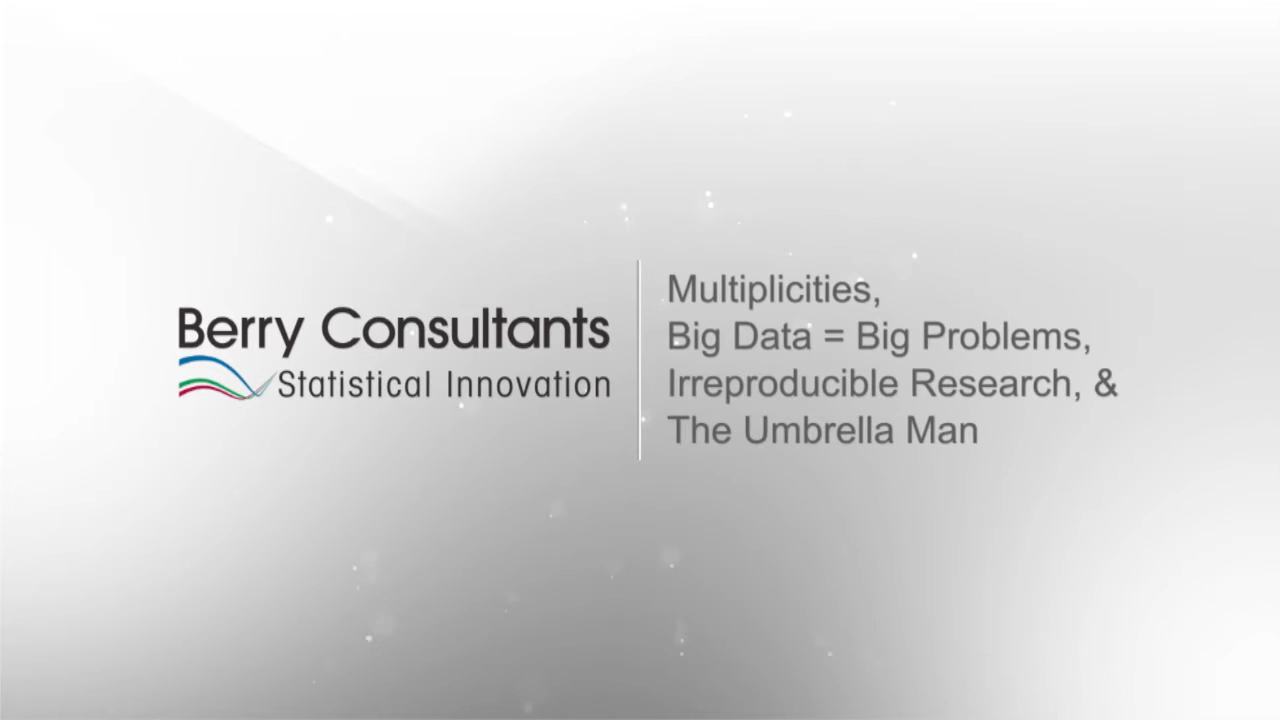 Berry Consultants
Statistical Innovation
Multiplicities,
Big Data = Big Problems,
Irreproducible Research, &
The Umbrella Man